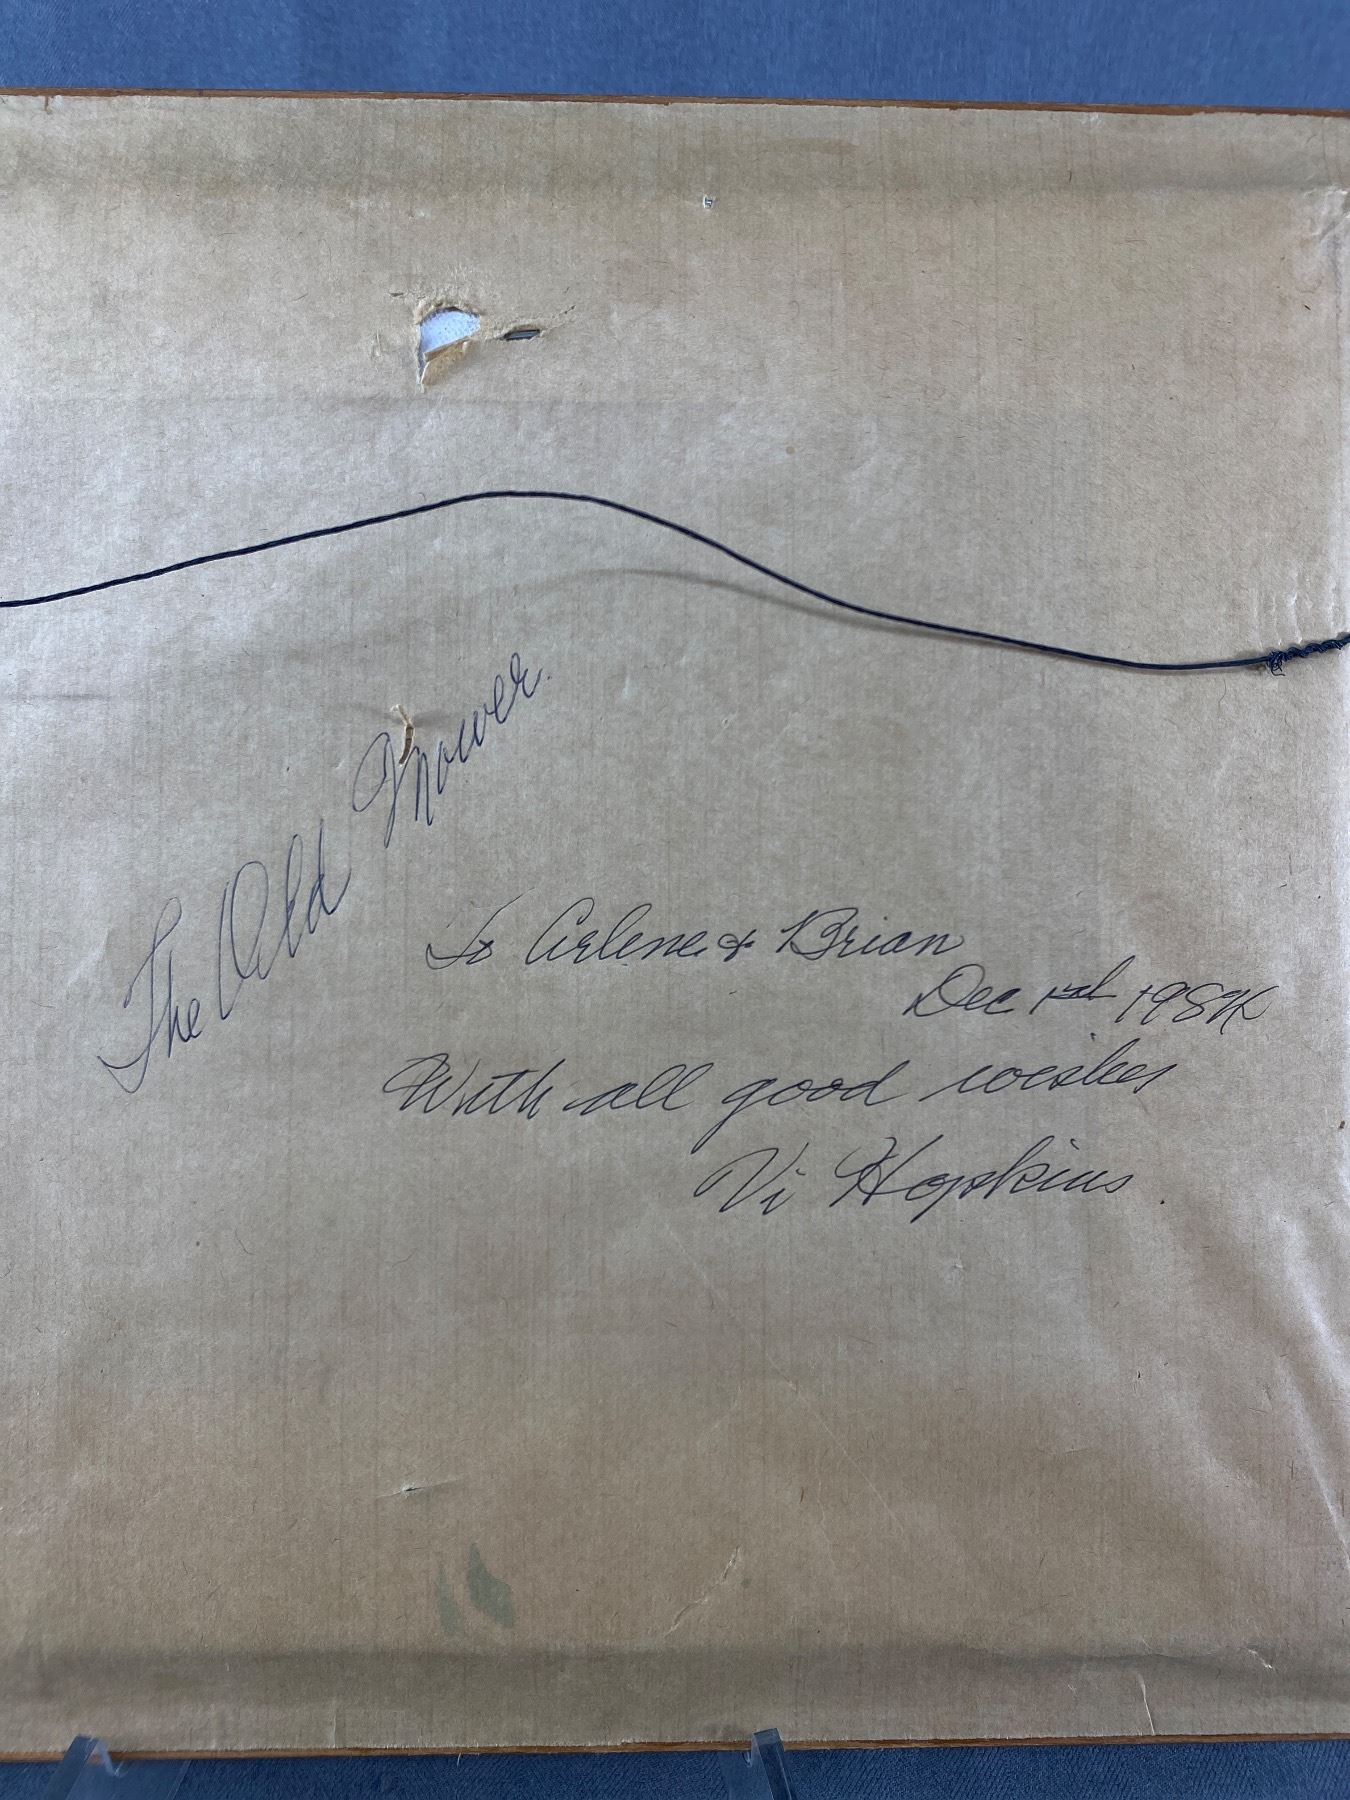 The Old Mower.
To Arlene & Brian
Dec 1st 1984
With all good wishes
Vi Hopkins.